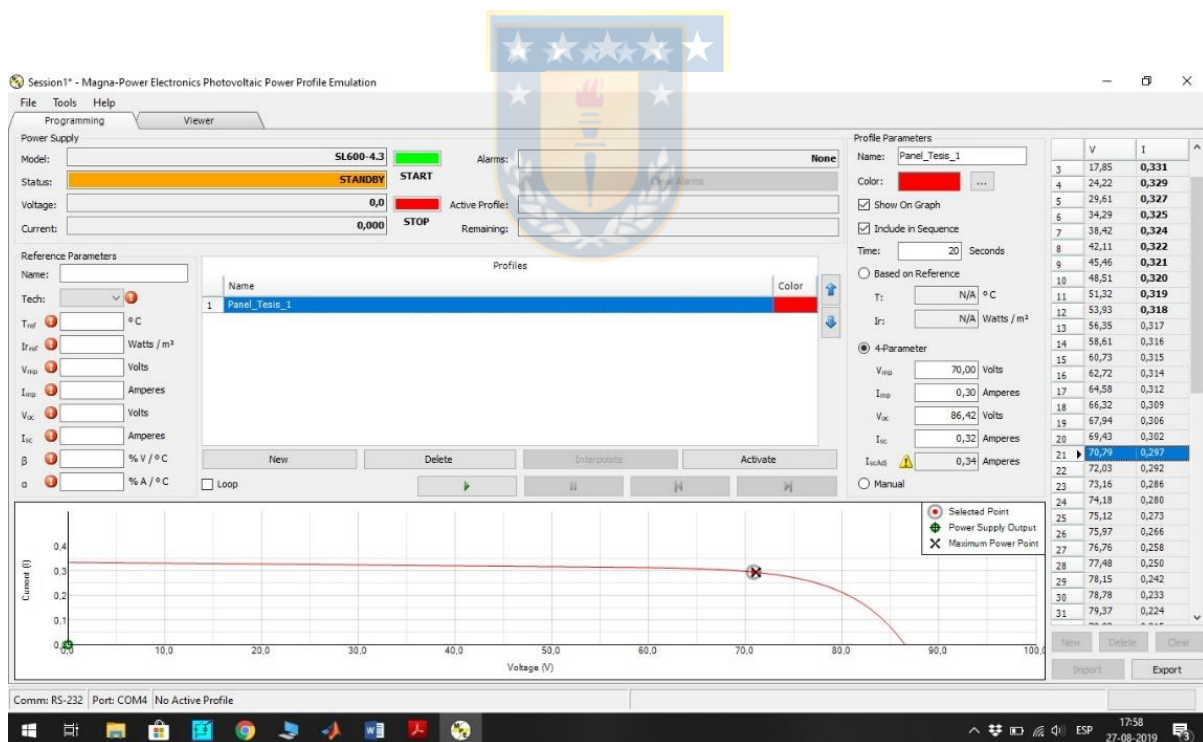 Session1* - Magna-Power Electronics Photovoltaic Power Profile Emulation
File Tools Help
Programming Viewer
Power Supply
Model: SL600-4.3
Status: STANDBY
Voltage: 0,0
Current: 0,000
START
STOP
Alarms: None
Clear Alarms
Active Profile:
Remaining:
Reference Parameters
Name:
Tech:
Tref °C
Irref Watts / m²
Vmp Volts
Imp Amperes
Voc Volts
Isc Amperes
β % V / °C
α % A / °C
Profiles
Name Color
1 Panel_Tesis_1
New Delete Interpolate Activate
Loop
Profile Parameters
Name: Panel_Tesis_1
Color: ...
Show On Graph
Include in Sequence
Time: 20 Seconds
Based on Reference
T: N/A °C
Ir: N/A Watts / m²
4-Parameter
Vmp 70,00 Volts
Imp 0,30 Amperes
Voc 86,42 Volts
Isc 0,32 Amperes
IscAdj 0,34 Amperes
Manual
V I
3 17,85 0,331
4 24,22 0,329
5 29,61 0,327
6 34,29 0,325
7 38,42 0,324
8 42,11 0,322
9 45,46 0,321
10 48,51 0,320
11 51,32 0,319
12 53,93 0,318
13 56,35 0,317
14 58,61 0,316
15 60,73 0,315
16 62,72 0,314
17 64,58 0,312
18 66,32 0,309
19 67,94 0,306
20 69,43 0,302
21 70,79 0,297
22 72,03 0,292
23 73,16 0,286
24 74,18 0,280
25 75,12 0,273
26 75,97 0,266
27 76,76 0,258
28 77,48 0,250
29 78,15 0,242
30 78,78 0,233
31 79,37 0,224
New Delete Clear
Import Export
Selected Point
Power Supply Output
Maximum Power Point
Current (I)
0,4
0,3
0,2
0,1
0,0
0,0 10,0 20,0 30,0 40,0 50,0 60,0 70,0 80,0 90,0 100,0
Voltage (V)
Comm: RS-232 Port: COM4 No Active Profile
ESP
17:58
27-08-2019